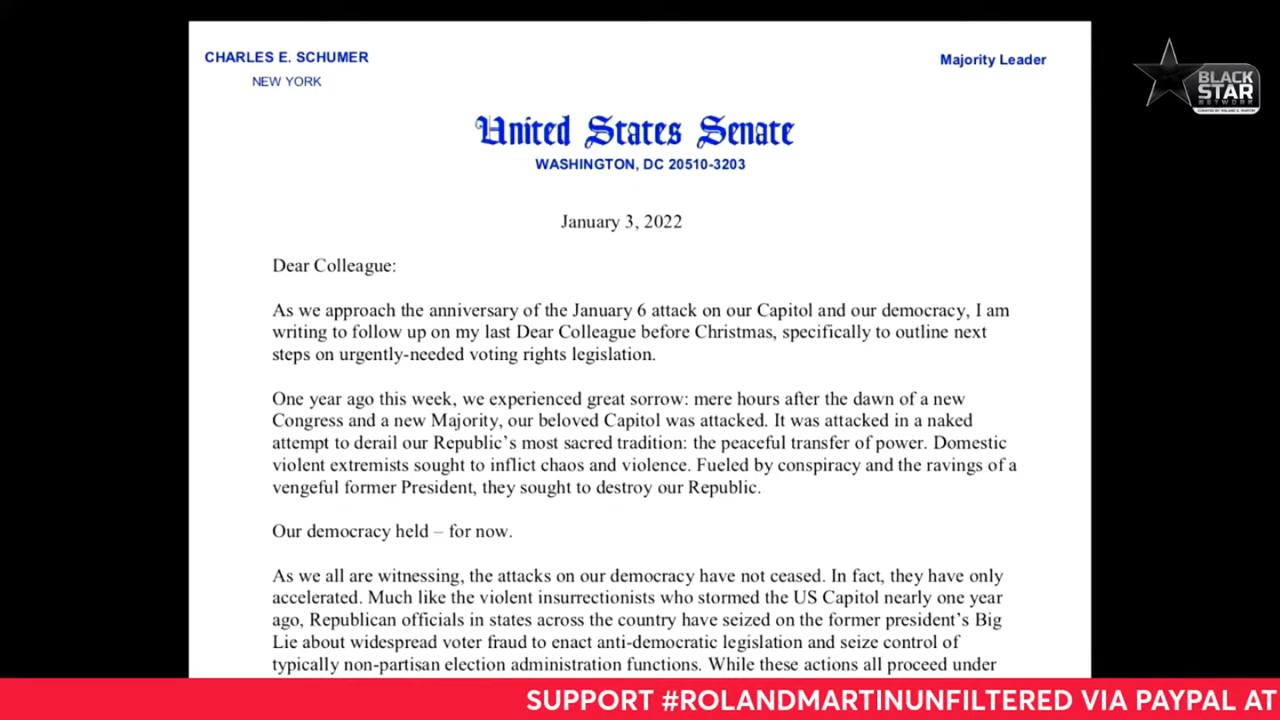 CHARLES E. SCHUMER
NEW YORK
Majority Leader
BLACK
STAR
NETWORK
United States Senate
WASHINGTON, DC 20510-3203
January 3, 2022
Dear Colleague:
As we approach the anniversary of the January 6 attack on our Capitol and our democracy, I am
writing to follow up on my last Dear Colleague before Christmas, specifically to outline next
steps on urgently-needed voting rights legislation.
One year ago this week, we experienced great sorrow: mere hours after the dawn of a new
Congress and a new Majority, our beloved Capitol was attacked. It was attacked in a naked
attempt to derail our Republic’s most sacred tradition: the peaceful transfer of power. Domestic
violent extremists sought to inflict chaos and violence. Fueled by conspiracy and the ravings of a
vengeful former President, they sought to destroy our Republic.
Our democracy held – for now.
As we all are witnessing, the attacks on our democracy have not ceased. In fact, they have only
accelerated. Much like the violent insurrectionists who stormed the US Capitol nearly one year
ago, Republican officials in states across the country have seized on the former president’s Big
Lie about widespread voter fraud to enact anti-democratic legislation and seize control of
typically non-partisan election administration functions. While these actions all proceed under
SUPPORT #ROLANDMARTINUNFILTERED VIA PAYPAL AT